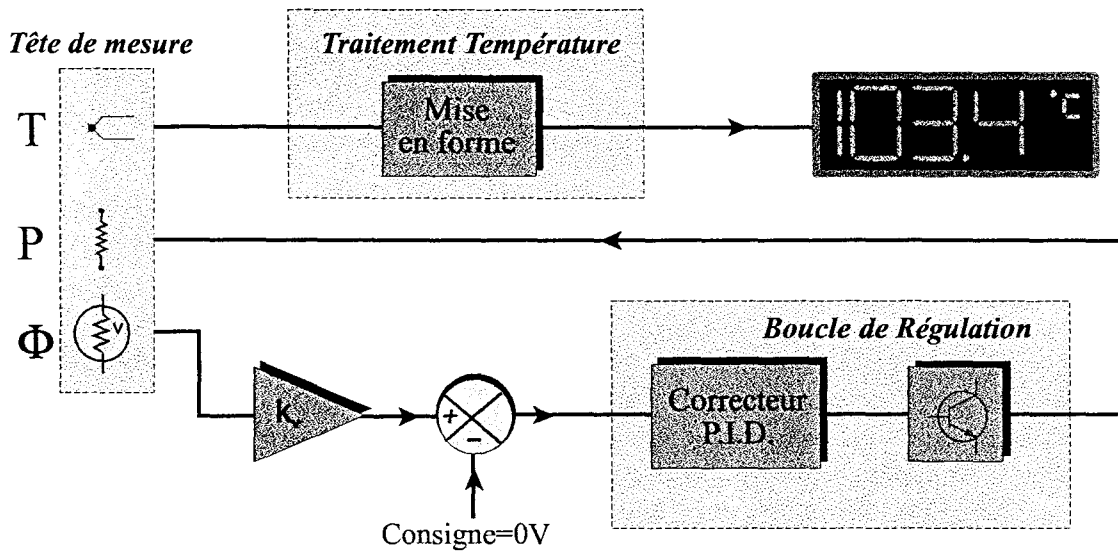 Tête de mesure
Traitement Température
T
Mise
en forme
103.4 °C
P
Φ
V
Boucle de Régulation
K
+
−
Correcteur
P.I.D.
Consigne=0V